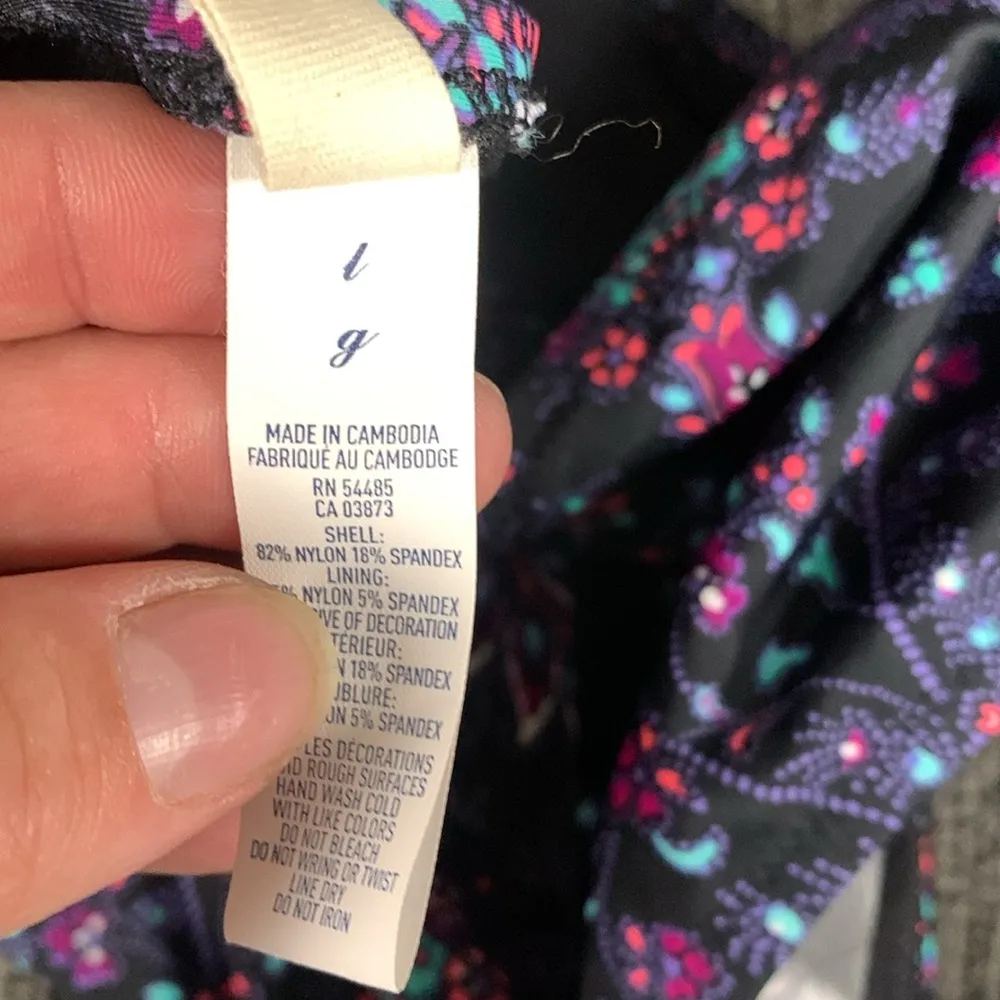 l
g
MADE IN CAMBODIA
FABRIQUÉ AU CAMBODGE
RN 54485
CA 03873
SHELL:
82% NYLON 18% SPANDEX
LINING:
% NYLON 5% SPANDEX
OF DECORATION
18% SPANDEX
5% SPANDEX
LES DÉCORATIONS
ROUGH SURFACES
HAND WASH COLD
WITH LIKE COLORS
DO NOT BLEACH
DO NOT WRING OR TWIST
LINE DRY
DO NOT IRON